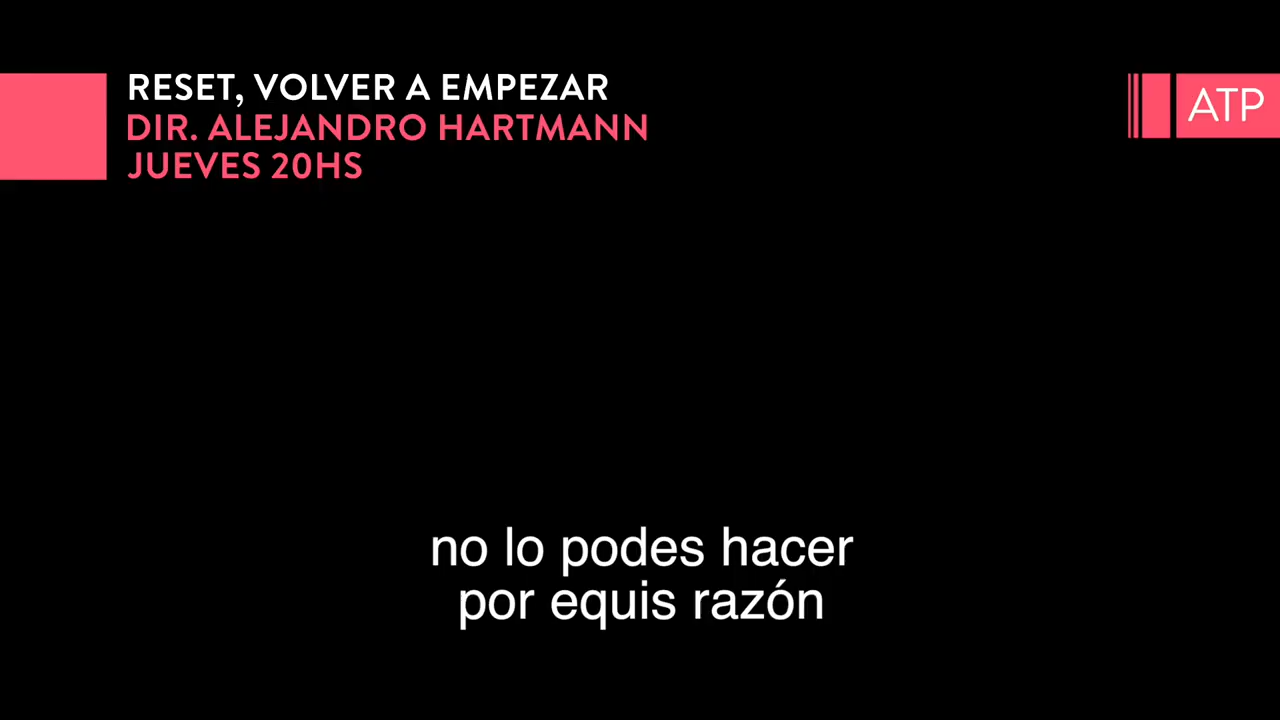 RESET, VOLVER A EMPEZAR
DIR. ALEJANDRO HARTMANN
JUEVES 20HS
ATP
no lo podes hacer
por equis razón